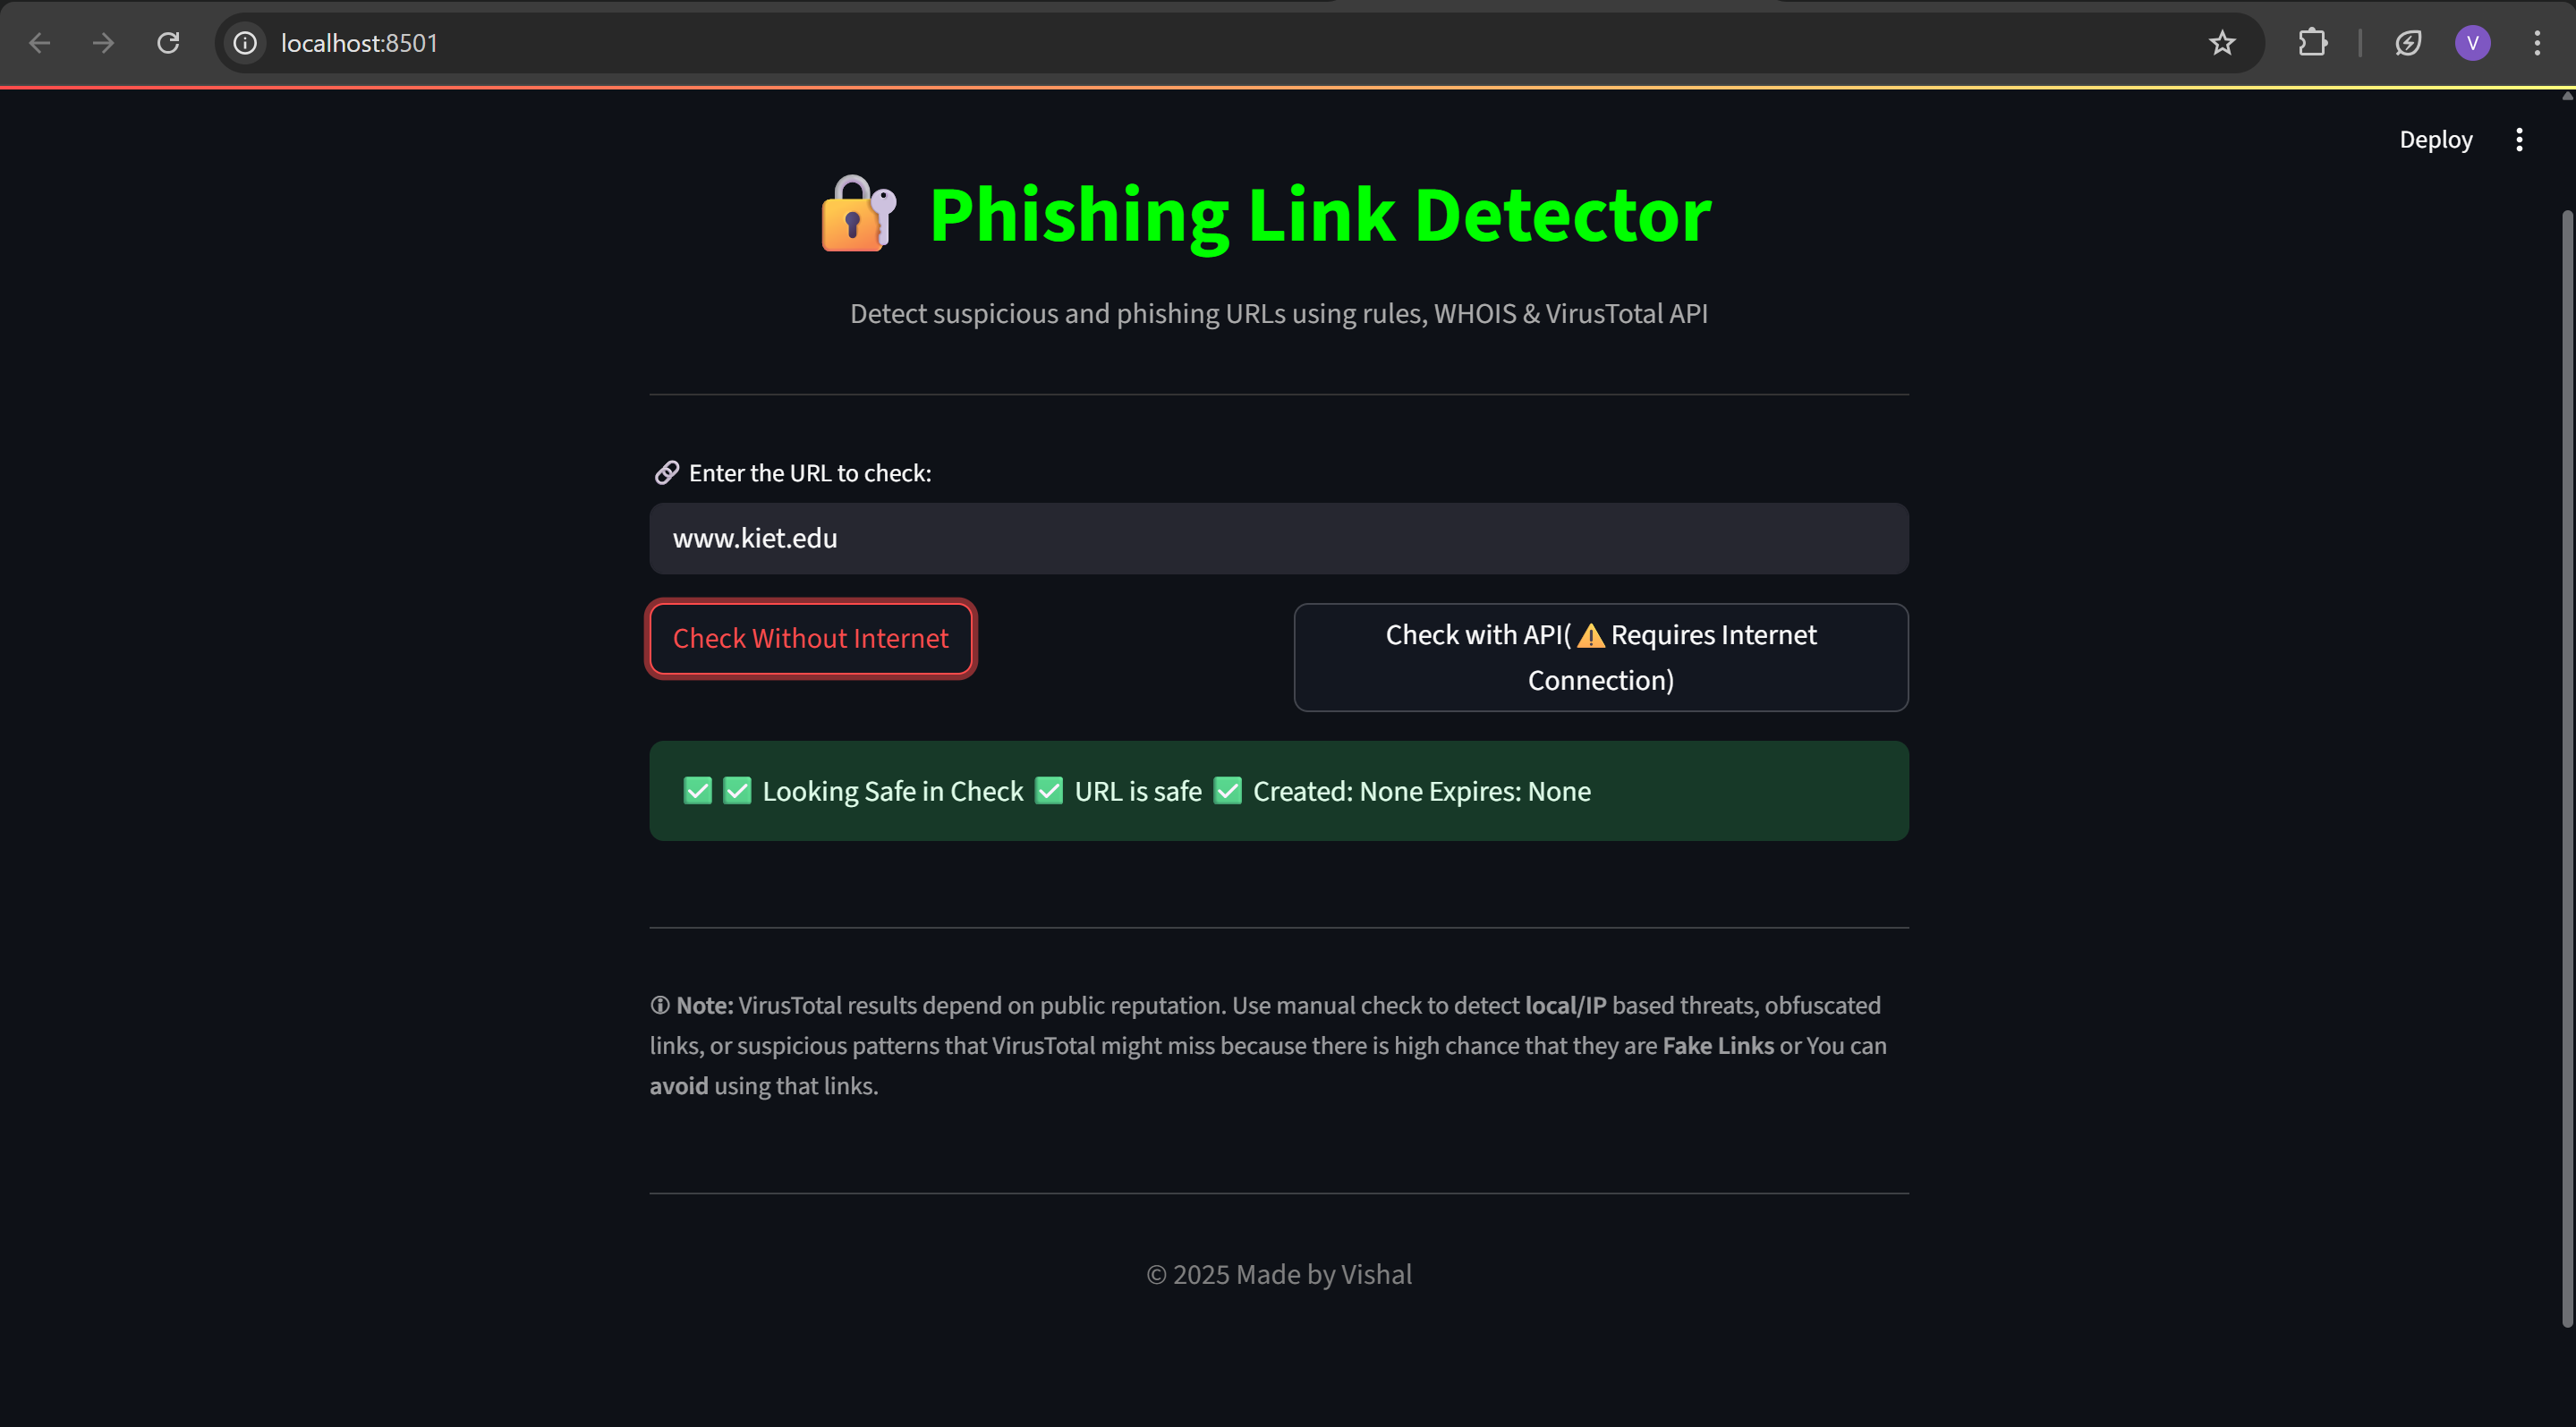 localhost:8501
V
Deploy
Phishing Link Detector
Detect suspicious and phishing URLs using rules, WHOIS & VirusTotal API
Enter the URL to check:
www.kiet.edu
Check Without Internet
Check with API(⚠️ Requires Internet
Connection)
✅ ✅ Looking Safe in Check ✅ URL is safe ✅ Created: None Expires: None
Note: VirusTotal results depend on public reputation. Use manual check to detect local/IP based threats, obfuscated
links, or suspicious patterns that VirusTotal might miss because there is high chance that they are Fake Links or You can
avoid using that links.
© 2025 Made by Vishal